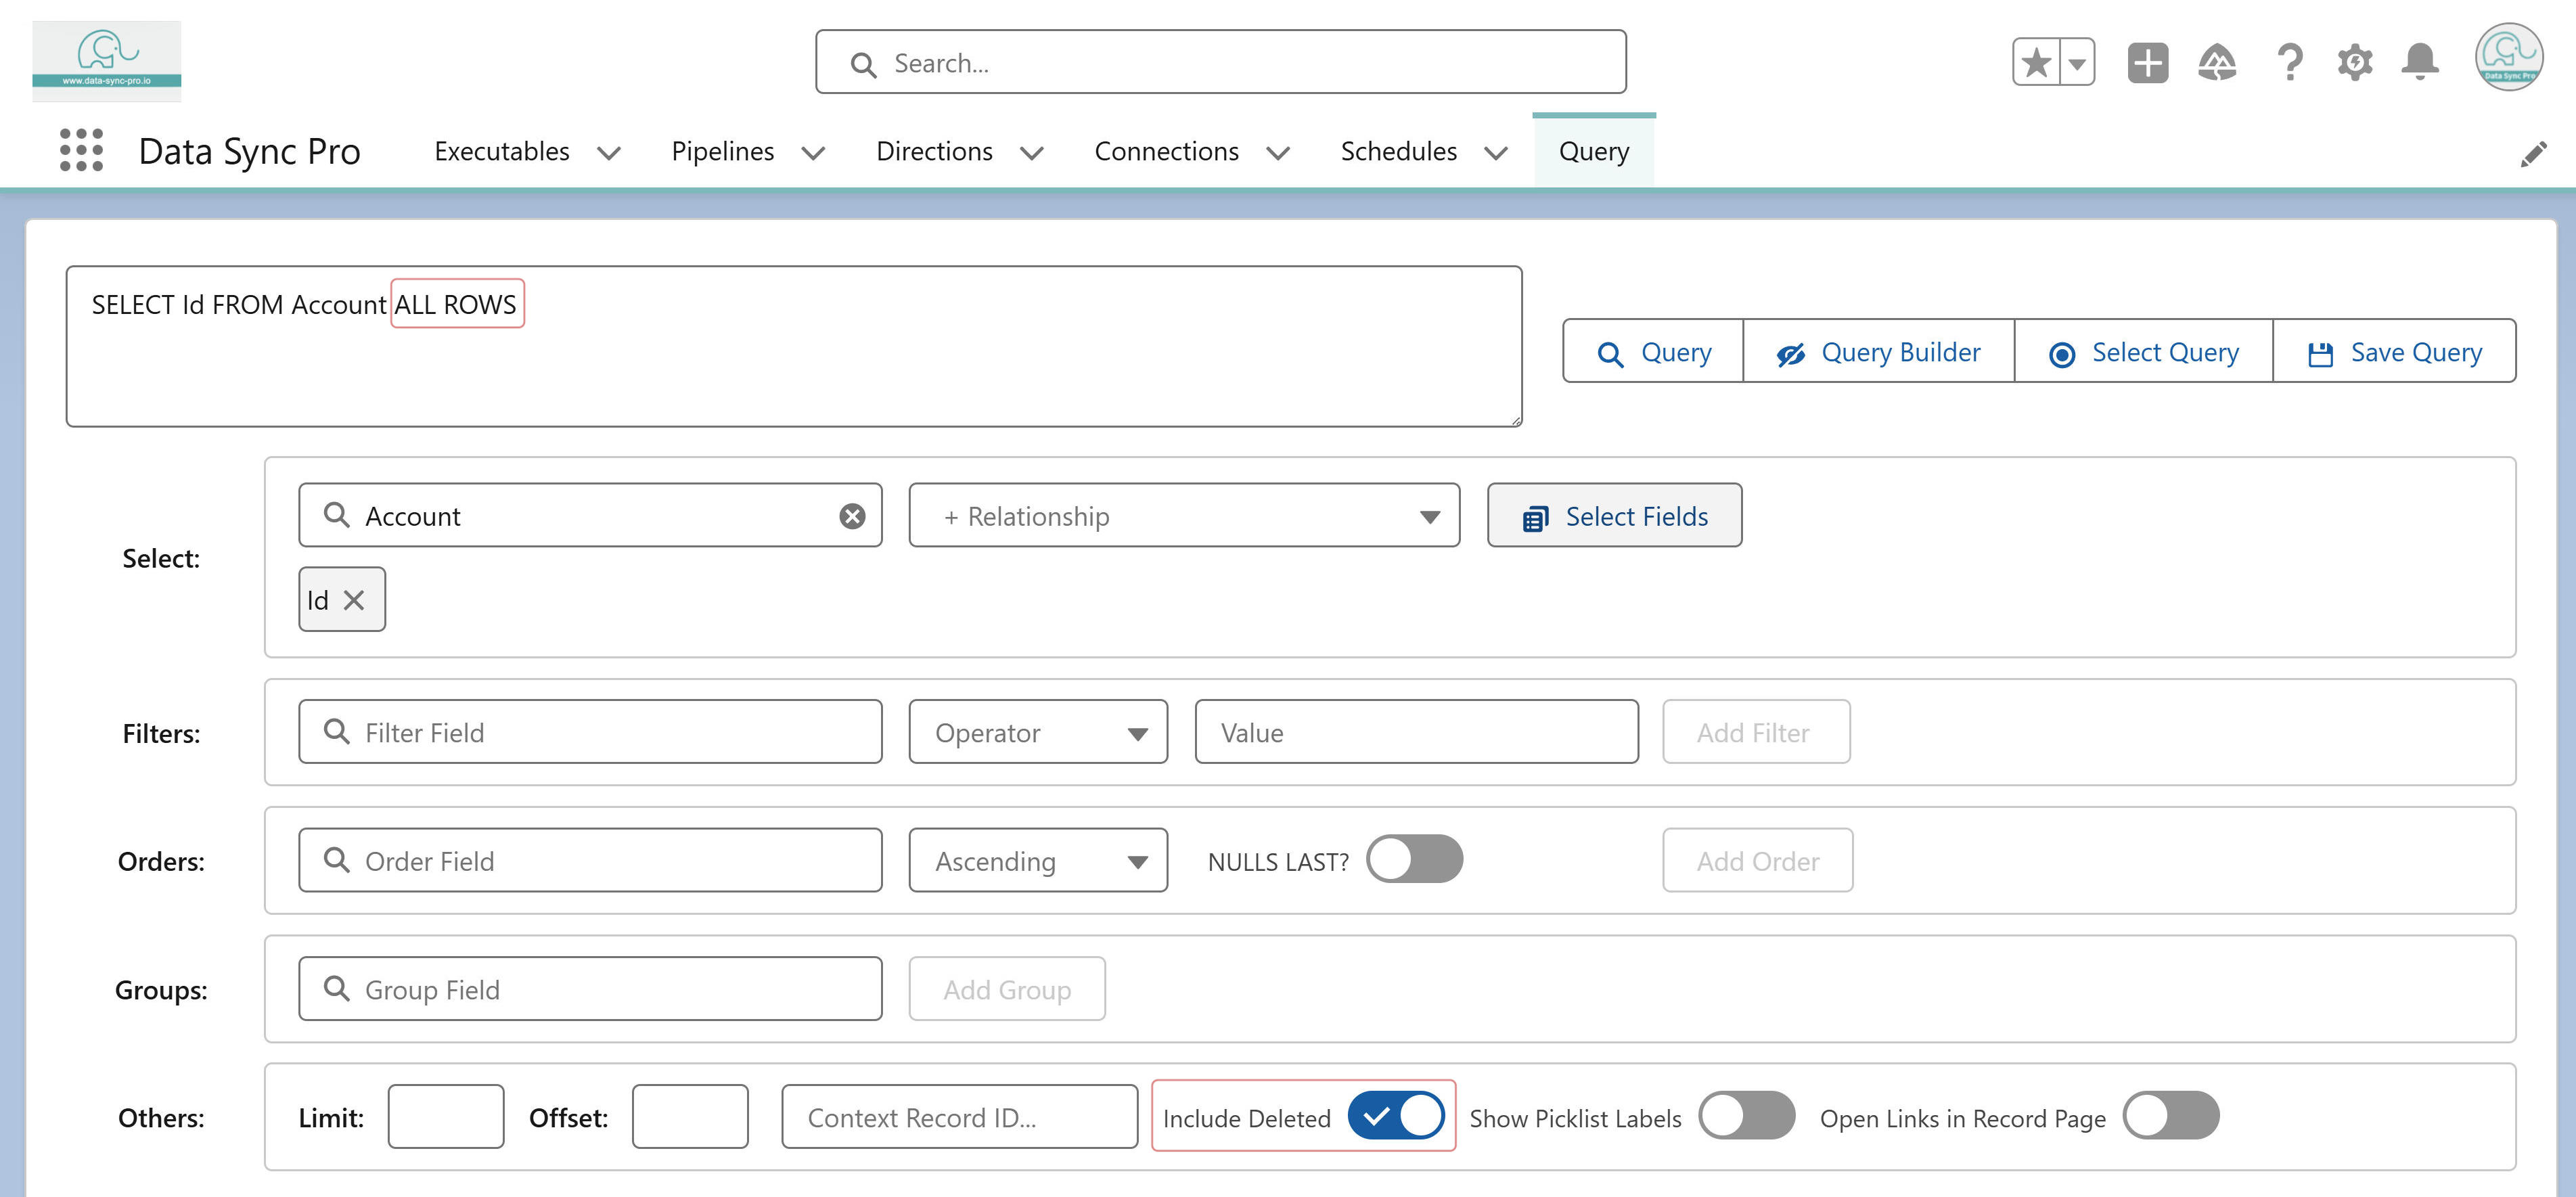 www.data-sync-pro.io
Search...
Data Sync Pro
Data Sync Pro
Executables
Pipelines
Directions
Connections
Schedules
Query
SELECT Id FROM Account ALL ROWS
Query
Query Builder
Select Query
Save Query
Select:
Account
+ Relationship
Select Fields
Id
Filters:
Filter Field
Operator
Value
Add Filter
Orders:
Order Field
Ascending
NULLS LAST?
Add Order
Groups:
Group Field
Add Group
Others:
Limit:
Offset:
Context Record ID...
Include Deleted
Show Picklist Labels
Open Links in Record Page